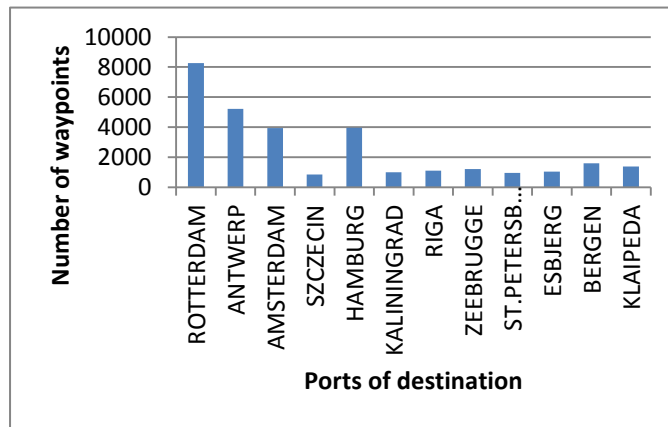 Number of waypoints
10000
8000
6000
4000
2000
0
ROTTERDAM
ANTWERP
AMSTERDAM
SZCZECIN
HAMBURG
KALININGRAD
RIGA
ZEEBRUGGE
ST.PETERSB...
ESBJERG
BERGEN
KLAIPEDA
Ports of destination